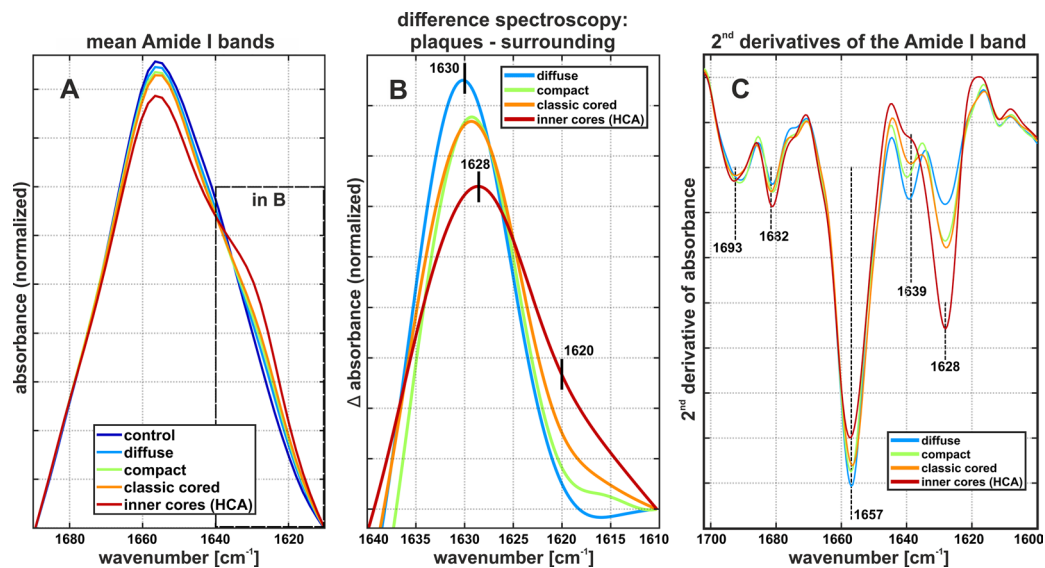 mean Amide I bands
A
in B
control
diffuse
compact
classic cored
inner cores (HCA)
absorbance (normalized)
1680
1660
1640
1620
wavenumber [cm⁻¹]
difference spectroscopy:
plaques - surrounding
1630
B
diffuse
compact
classic cored
inner cores (HCA)
1628
1620
Δ absorbance (normalized)
1640
1635
1630
1625
1620
1615
1610
wavenumber [cm⁻¹]
2nd derivatives of the Amide I band
C
1693
1682
1639
1628
1657
diffuse
compact
classic cored
inner cores (HCA)
2nd derivative of absorbance
1700
1680
1660
1640
1620
1600
wavenumber [cm⁻¹]